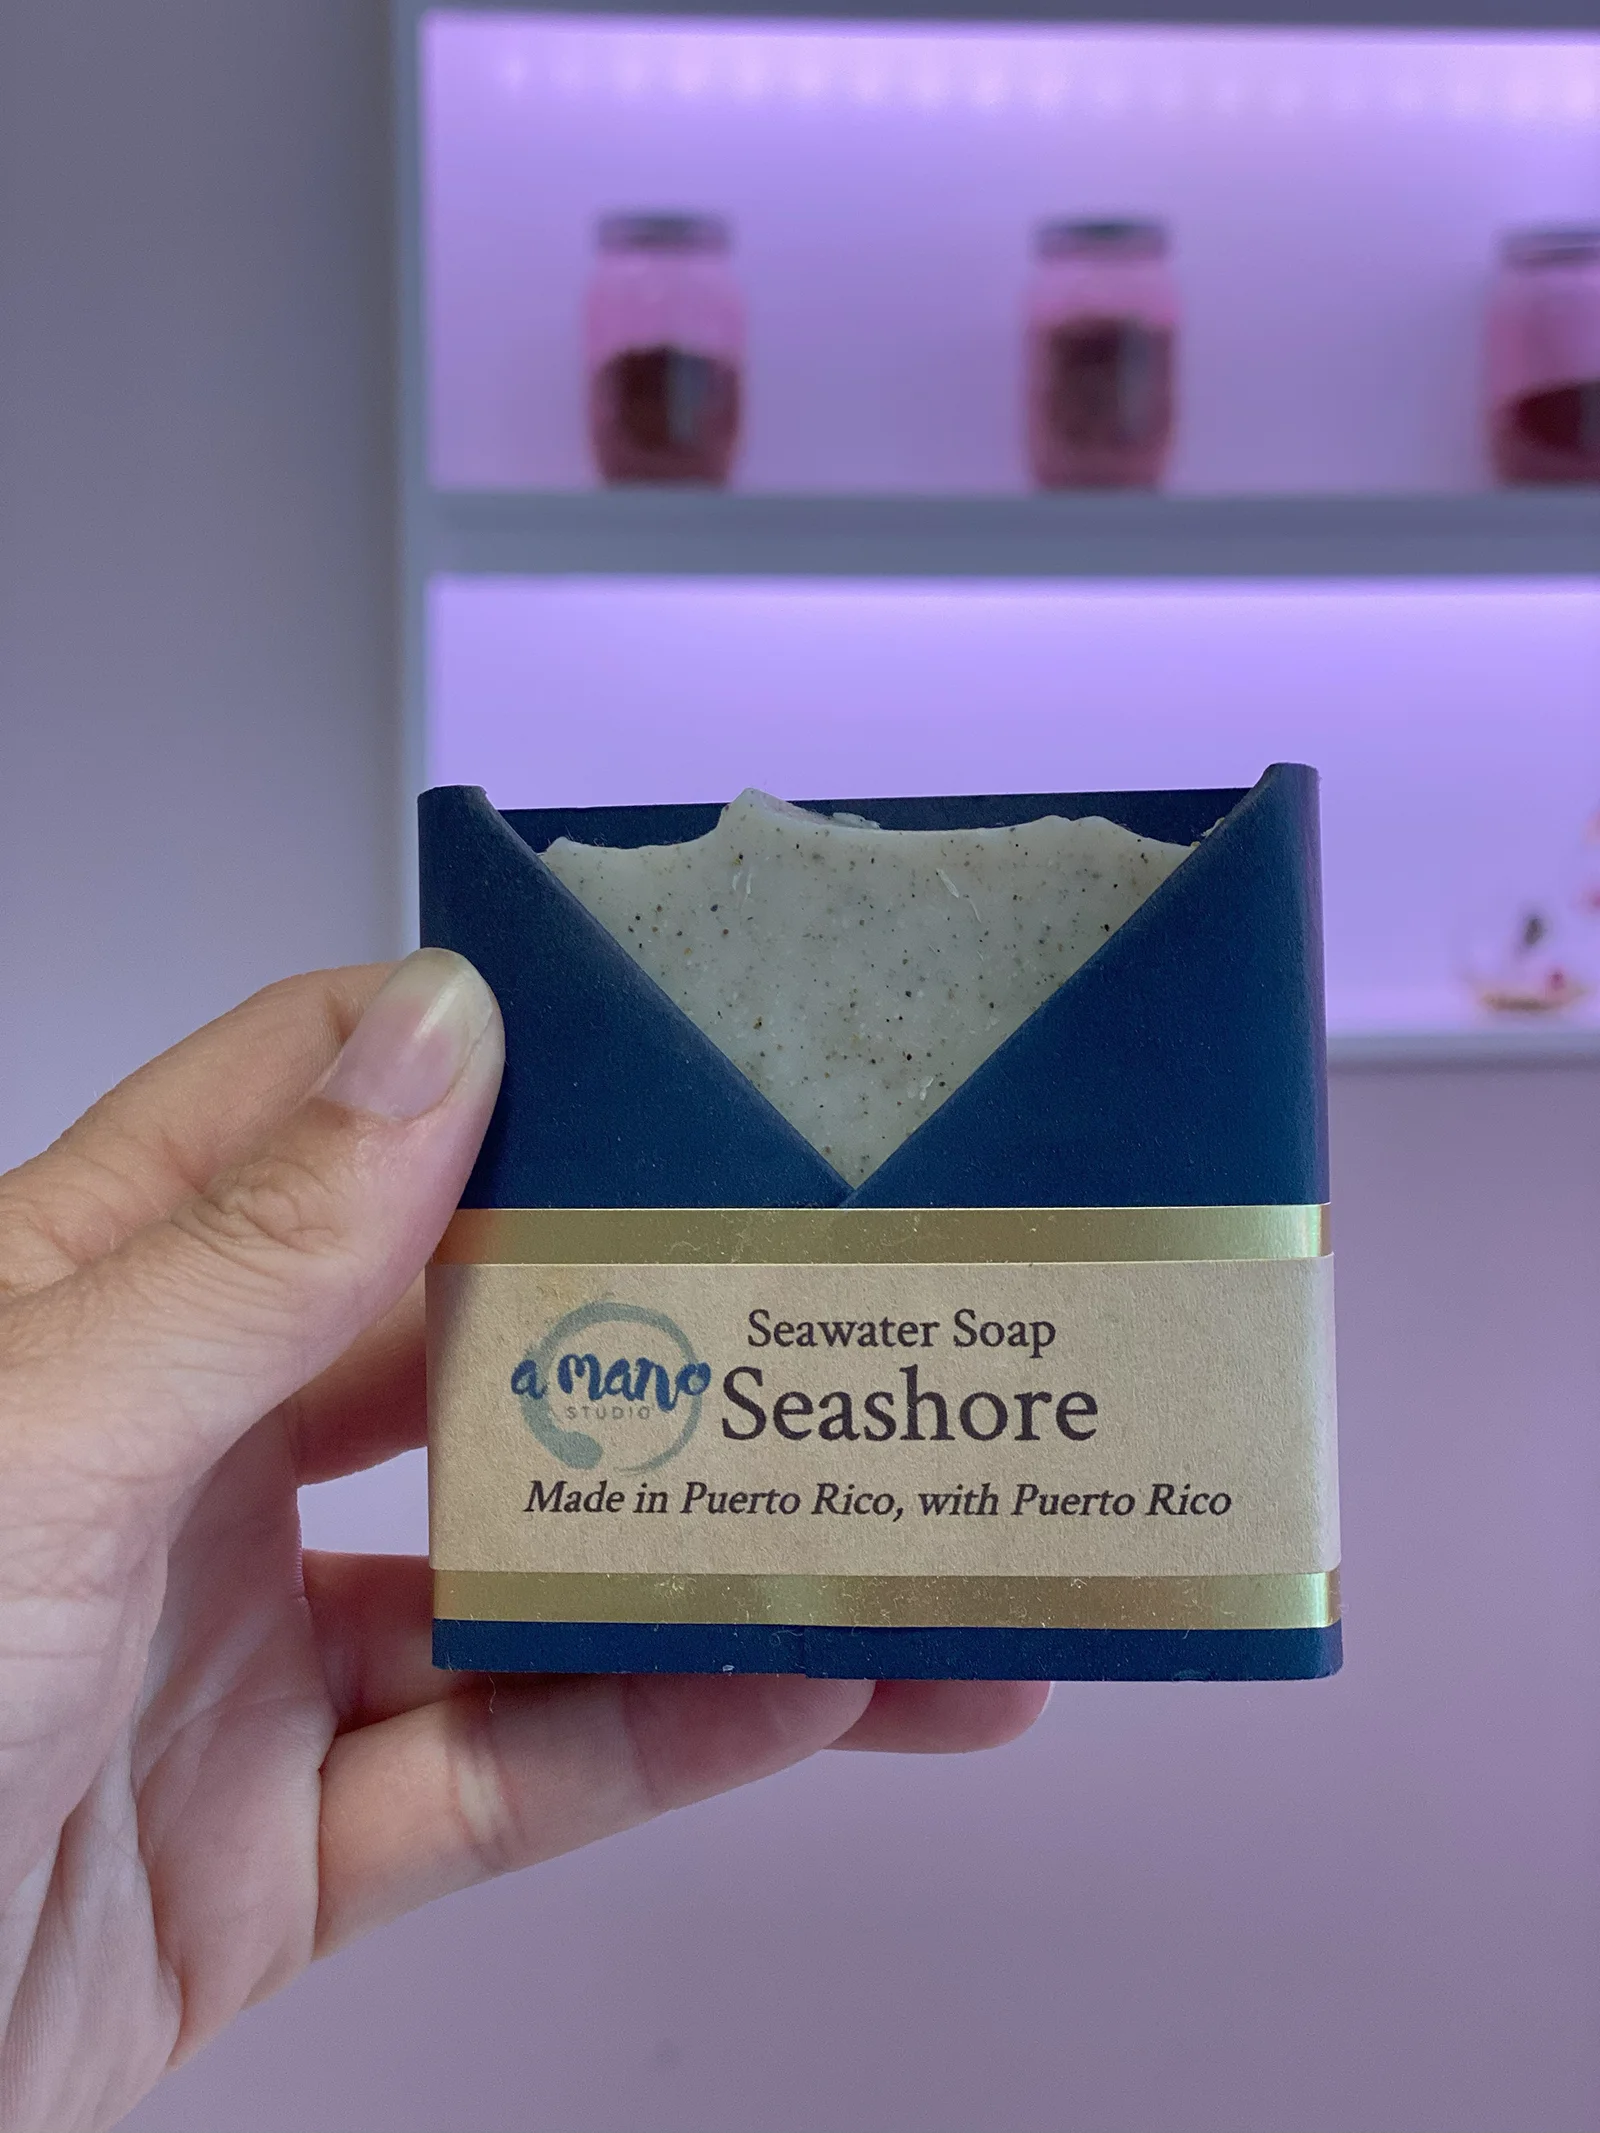 Seawater Soap
a mano
STUDIO
Seashore
Made in Puerto Rico, with Puerto Rico